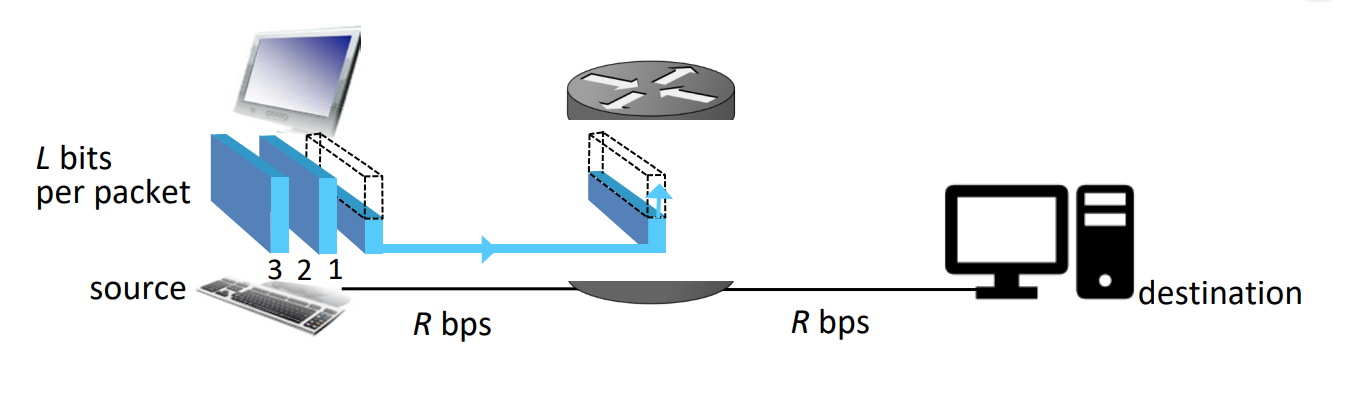 L bits
per packet
3 2 1
source
R bps
R bps
destination